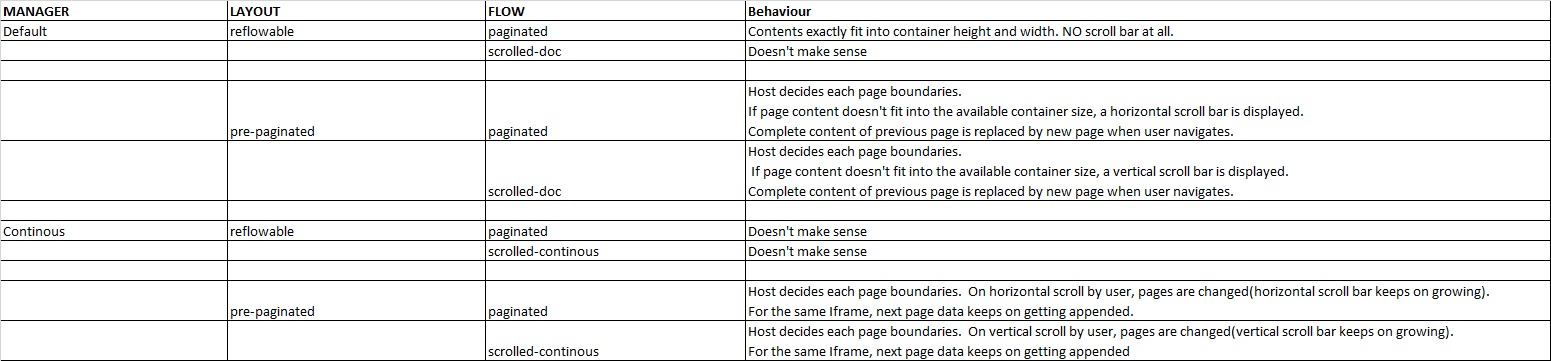 MANAGER LAYOUT FLOW Behaviour
Default reflowable paginated Contents exactly fit into container height and width. NO scroll bar at all.
scrolled-doc Doesn't make sense
Host decides each page boundaries.
If page content doesn't fit into the available container size, a horizontal scroll bar is displayed.
pre-paginated paginated Complete content of previous page is replaced by new page when user navigates.
Host decides each page boundaries.
If page content doesn't fit into the available container size, a vertical scroll bar is displayed.
scrolled-doc Complete content of previous page is replaced by new page when user navigates.
Continous reflowable paginated Doesn't make sense
scrolled-continous Doesn't make sense
Host decides each page boundaries.  On horizontal scroll by user, pages are changed(horizontal scroll bar keeps on growing).
pre-paginated paginated For the same Iframe, next page data keeps on getting appended.
Host decides each page boundaries.  On vertical scroll by user, pages are changed(vertical scroll bar keeps on growing).
scrolled-continous For the same Iframe, next page data keeps on getting appended